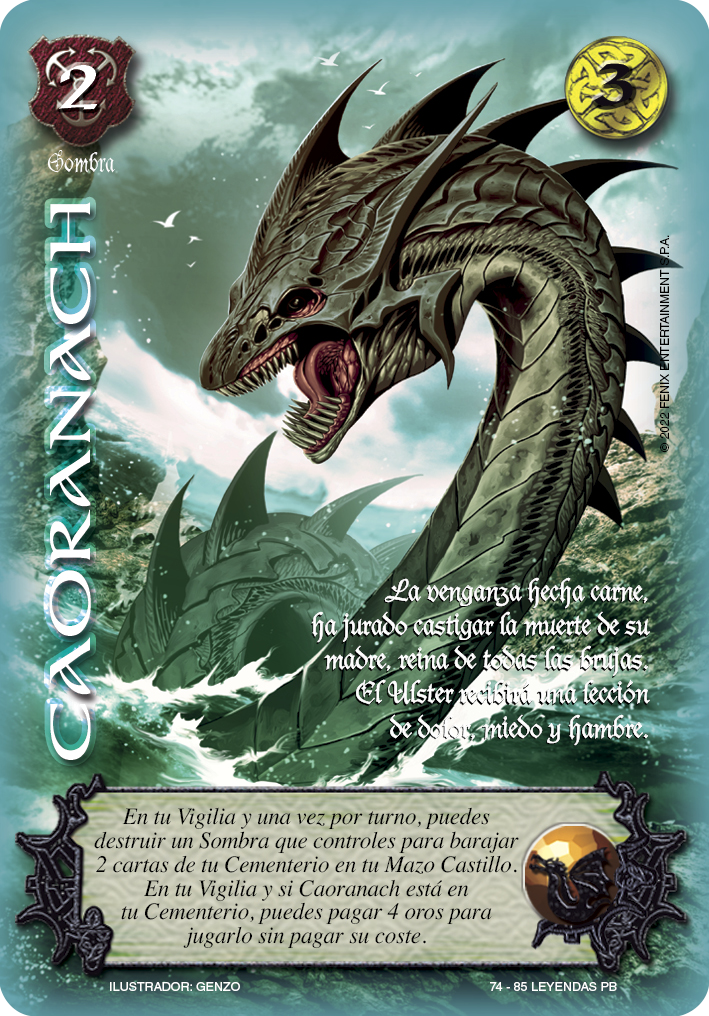 2
3
Sombra
CAORANACH
© 2022 FENIX ENTERTAINMENT S.P.A.
La venganza hecha carne,
ha jurado castigar la muerte de su
madre, reina de todas las brujas.
El Ulster recibirá una lección
de dolor, miedo y hambre.
En tu Vigilia y una vez por turno, puedes
destruir un Sombra que controles para barajar
2 cartas de tu Cementerio en tu Mazo Castillo.
En tu Vigilia y si Caoranach está en
tu Cementerio, puedes pagar 4 oros para
jugarlo sin pagar su coste.
ILUSTRADOR: GENZO
74 - 85 LEYENDAS PB